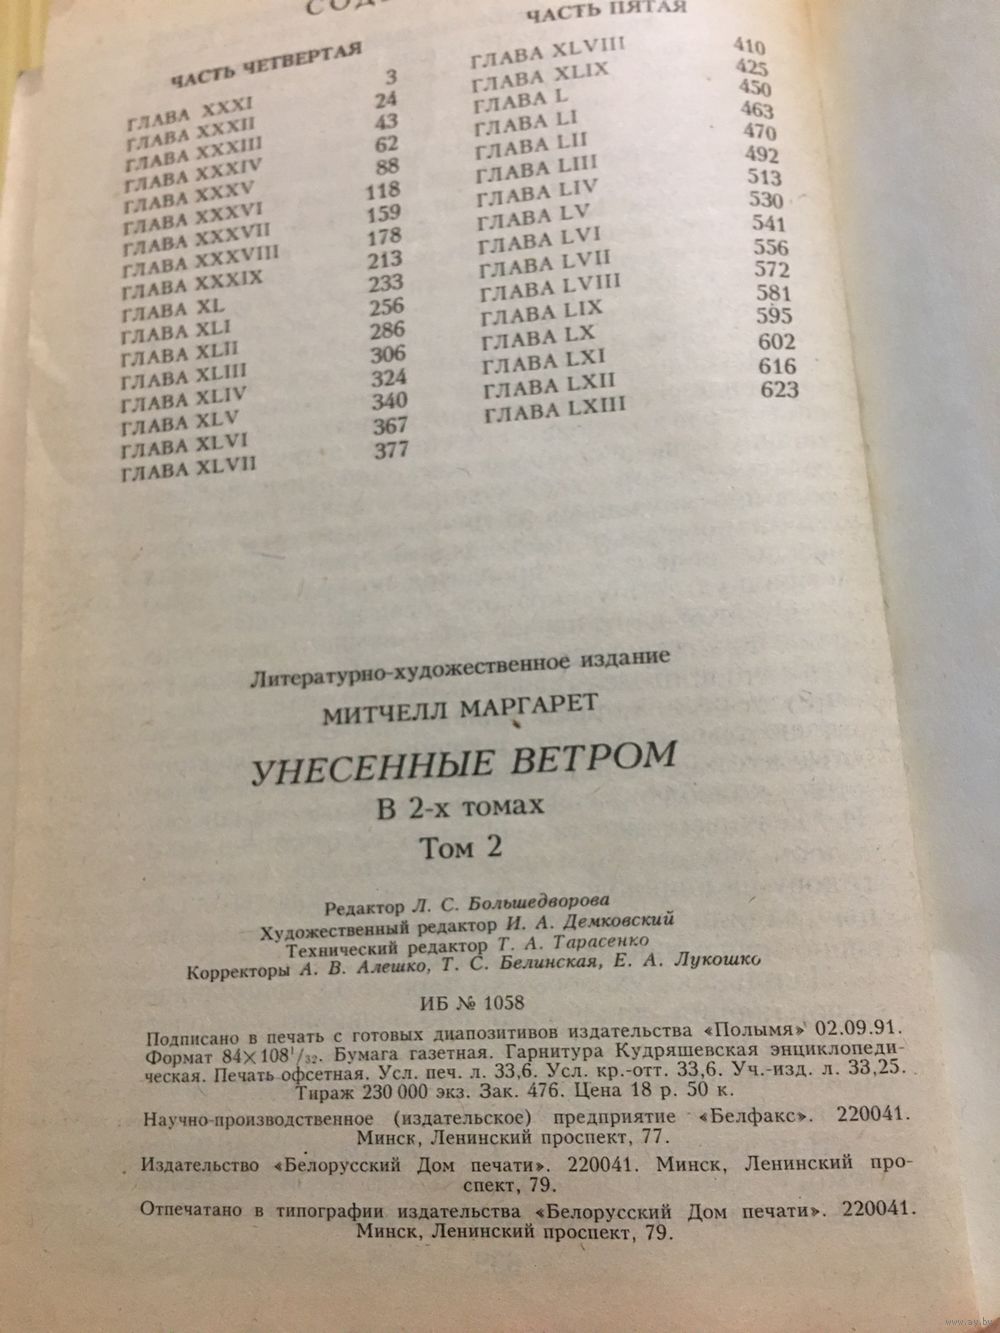 СОД
ЧАСТЬ ЧЕТВЕРТАЯ
ГЛАВА XXXI 3
ГЛАВА XXXII 24
ГЛАВА XXXIII 43
ГЛАВА XXXIV 62
ГЛАВА XXXV 88
ГЛАВА XXXVI 118
ГЛАВА XXXVII 159
ГЛАВА XXXVIII 178
ГЛАВА XXXIX 213
ГЛАВА XL 233
ГЛАВА XLI 256
ГЛАВА XLII 286
ГЛАВА XLIII 306
ГЛАВА XLIV 324
ГЛАВА XLV 340
ГЛАВА XLVI 367
ГЛАВА XLVII 377
ЧАСТЬ ПЯТАЯ
ГЛАВА XLVIII 410
ГЛАВА XLIX 425
ГЛАВА L 450
ГЛАВА LI 463
ГЛАВА LII 470
ГЛАВА LIII 492
ГЛАВА LIV 513
ГЛАВА LV 530
ГЛАВА LVI 541
ГЛАВА LVII 556
ГЛАВА LVIII 572
ГЛАВА LIX 581
ГЛАВА LX 595
ГЛАВА LXI 602
ГЛАВА LXII 616
ГЛАВА LXIII 623
Литературно-художественное издание
МИТЧЕЛЛ МАРГАРЕТ
УНЕСЕННЫЕ ВЕТРОМ
В 2-х томах
Том 2
Редактор Л. С. Большедворова
Художественный редактор И. А. Демковский
Технический редактор Т. А. Тарасенко
Корректоры А. В. Алешко, Т. С. Белинская, Е. А. Лукошко
ИБ № 1058
Подписано в печать с готовых диапозитивов издательства «Полымя» 02.09.91.
Формат 84×108¹/₃₂. Бумага газетная. Гарнитура Кудряшевская энциклопеди-
ческая. Печать офсетная. Усл. печ. л. 33,6. Усл. кр.-отт. 33,6. Уч.-изд. л. 33,25.
Тираж 230 000 экз. Зак. 476. Цена 18 р. 50 к.
Научно-производственное (издательское) предприятие «Белфакс». 220041.
Минск, Ленинский проспект, 77.
Издательство «Белорусский Дом печати». 220041. Минск, Ленинский про-
спект, 79.
Отпечатано в типографии издательства «Белорусский Дом печати». 220041.
Минск, Ленинский проспект, 79.
www.ay.by